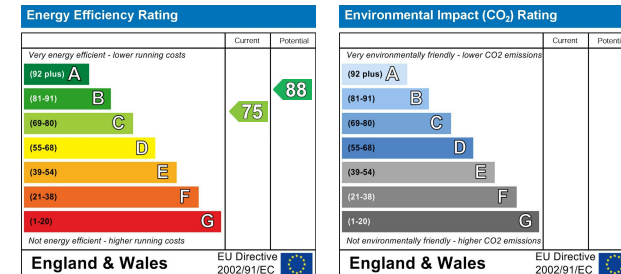 Energy Efficiency Rating
Current Potential
Very energy efficient - lower running costs
(92 plus) A
(81-91) B
(69-80) C
(55-68) D
(39-54) E
(21-38) F
(1-20) G
75
88
Not energy efficient - higher running costs
England & Wales
EU Directive
2002/91/EC
Environmental Impact (CO₂) Rating
Current Potenti
Very environmentally friendly - lower CO2 emissions
(92 plus) A
(81-91) B
(69-80) C
(55-68) D
(39-54) E
(21-38) F
(1-20) G
Not environmentally friendly - higher CO2 emissions
England & Wales
EU Directive
2002/91/EC